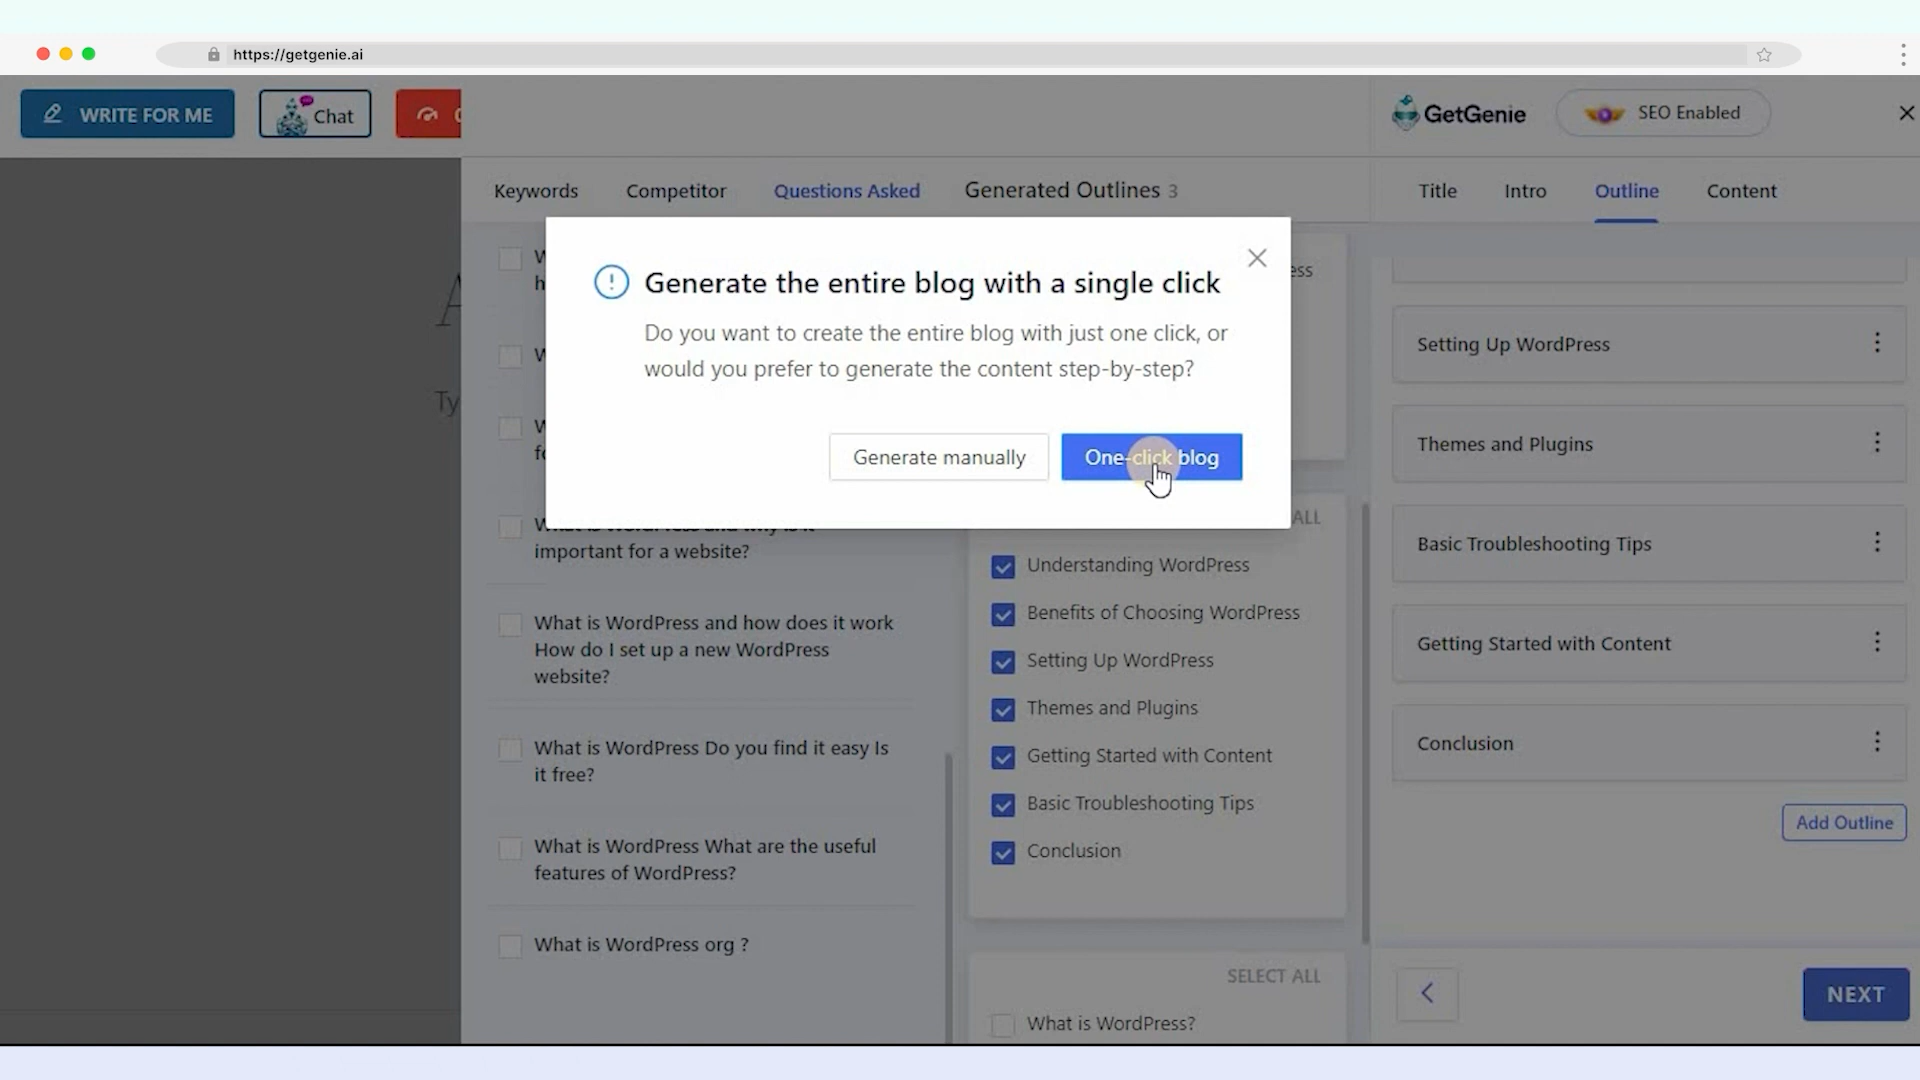 https://getgenie.ai
WRITE FOR ME
Chat
GetGenie
SEO Enabled
Keywords
Competitor
Questions Asked
Generated Outlines 3
Title
Intro
Outline
Content
Generate the entire blog with a single click
Do you want to create the entire blog with just one click, or
would you prefer to generate the content step-by-step?
Generate manually
One-click blog
important for a website?
What is WordPress and how does it work
How do I set up a new WordPress
website?
What is WordPress Do you find it easy Is
it free?
What is WordPress What are the useful
features of WordPress?
What is WordPress org ?
ALL
Understanding WordPress
Benefits of Choosing WordPress
Setting Up WordPress
Themes and Plugins
Getting Started with Content
Basic Troubleshooting Tips
Conclusion
SELECT ALL
What is WordPress?
Setting Up WordPress
Themes and Plugins
Basic Troubleshooting Tips
Getting Started with Content
Conclusion
Add Outline
NEXT